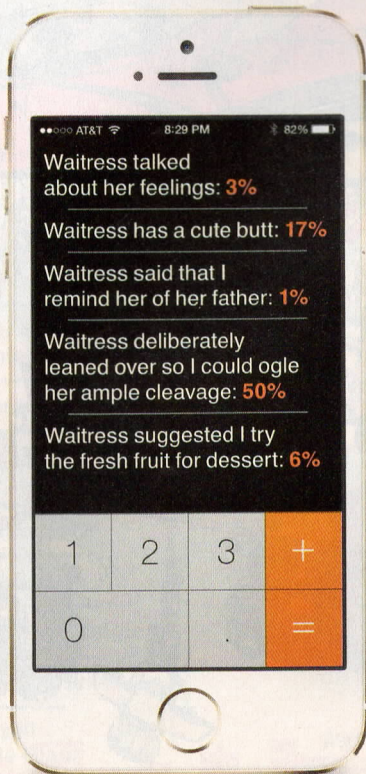 AT&T 8:29 PM 82%
Waitress talked
about her feelings: 3%
Waitress has a cute butt: 17%
Waitress said that I
remind her of her father: 1%
Waitress deliberately
leaned over so I could ogle
her ample cleavage: 50%
Waitress suggested I try
the fresh fruit for dessert: 6%
1 2 3 +
0 . =